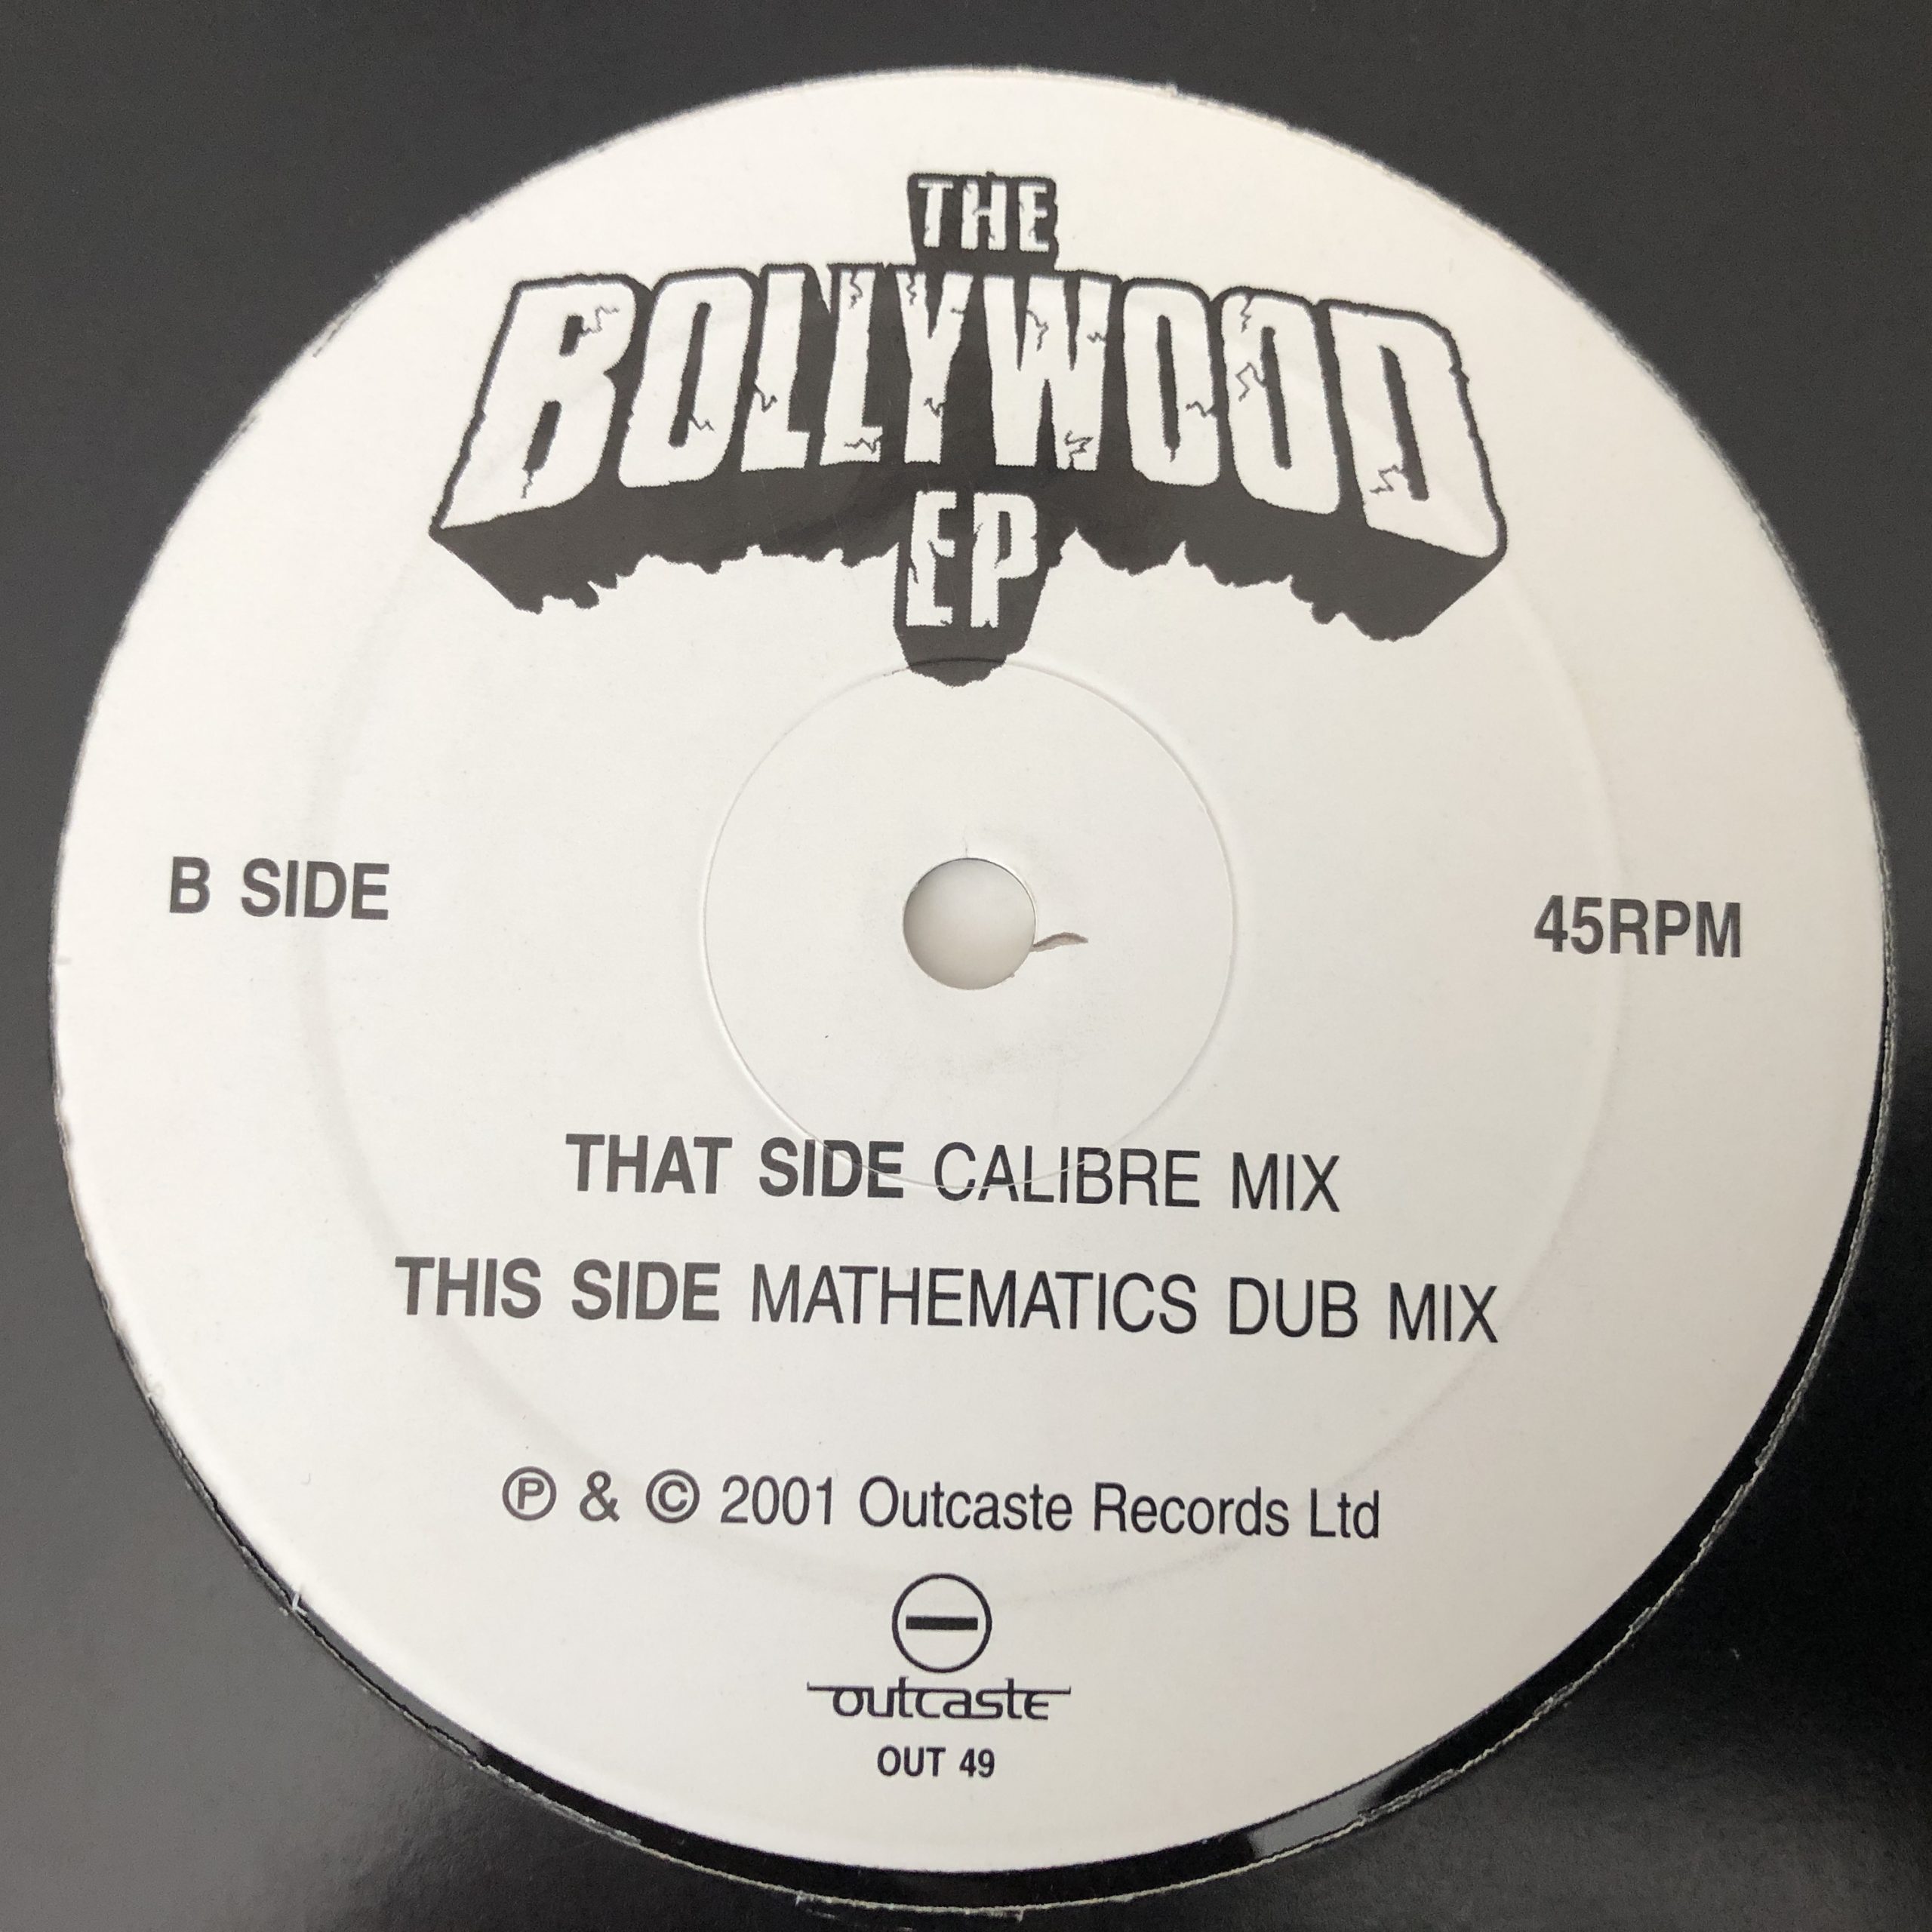 THE
BOLLYWOOD
EP
B SIDE
45RPM
THAT SIDE CALIBRE MIX
THIS SIDE MATHEMATICS DUB MIX
℗ & © 2001 Outcaste Records Ltd
outcaste
OUT 49